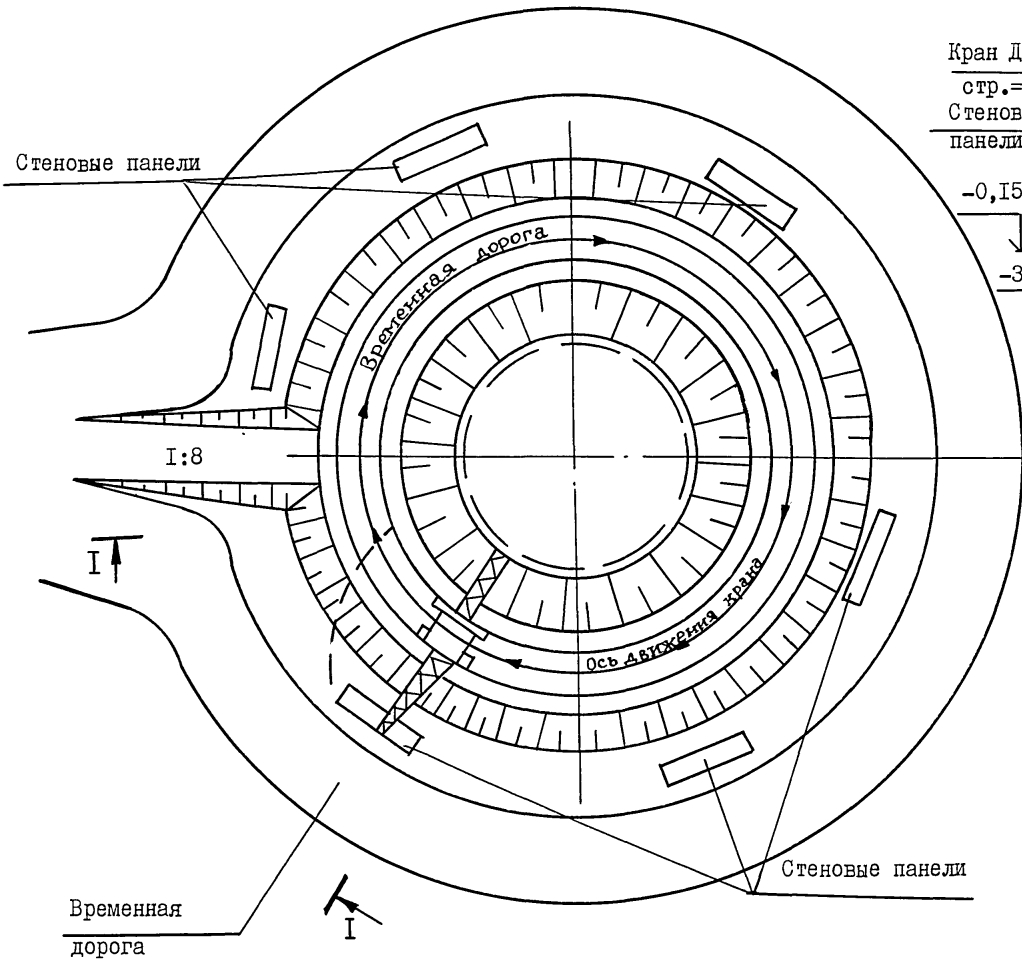 Кран Д
стр.=
Стенов
панели
Стеновые панели
-0,15
-3
Временная дорога
I:8
I
Ось движения крана
Стеновые панели
Временная
дорога
I